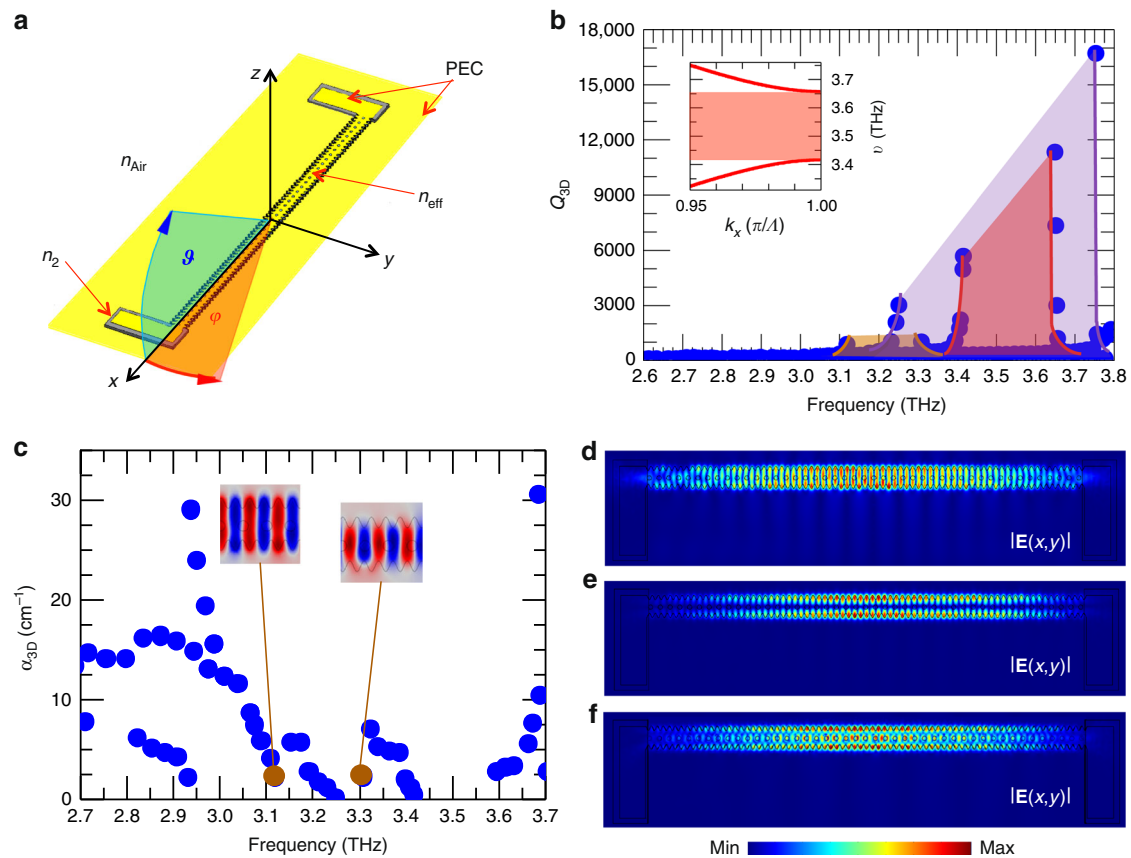 a
z
PEC
n_Air
n_eff
n_2
ϑ
y
φ
x
b
18,000
15,000
12,000
9000
6000
3000
0
Q_3D
3.7
3.6
3.5
3.4
υ (THz)
0.95
1.00
k_x (π/Λ)
2.6 2.7 2.8 2.9 3.0 3.1 3.2 3.3 3.4 3.5 3.6 3.7 3.8
Frequency (THz)
c
30
25
20
15
10
5
0
α_3D (cm⁻¹)
2.7 2.8 2.9 3.0 3.1 3.2 3.3 3.4 3.5 3.6 3.7
Frequency (THz)
d
|E(x,y)|
e
|E(x,y)|
f
|E(x,y)|
Min Max